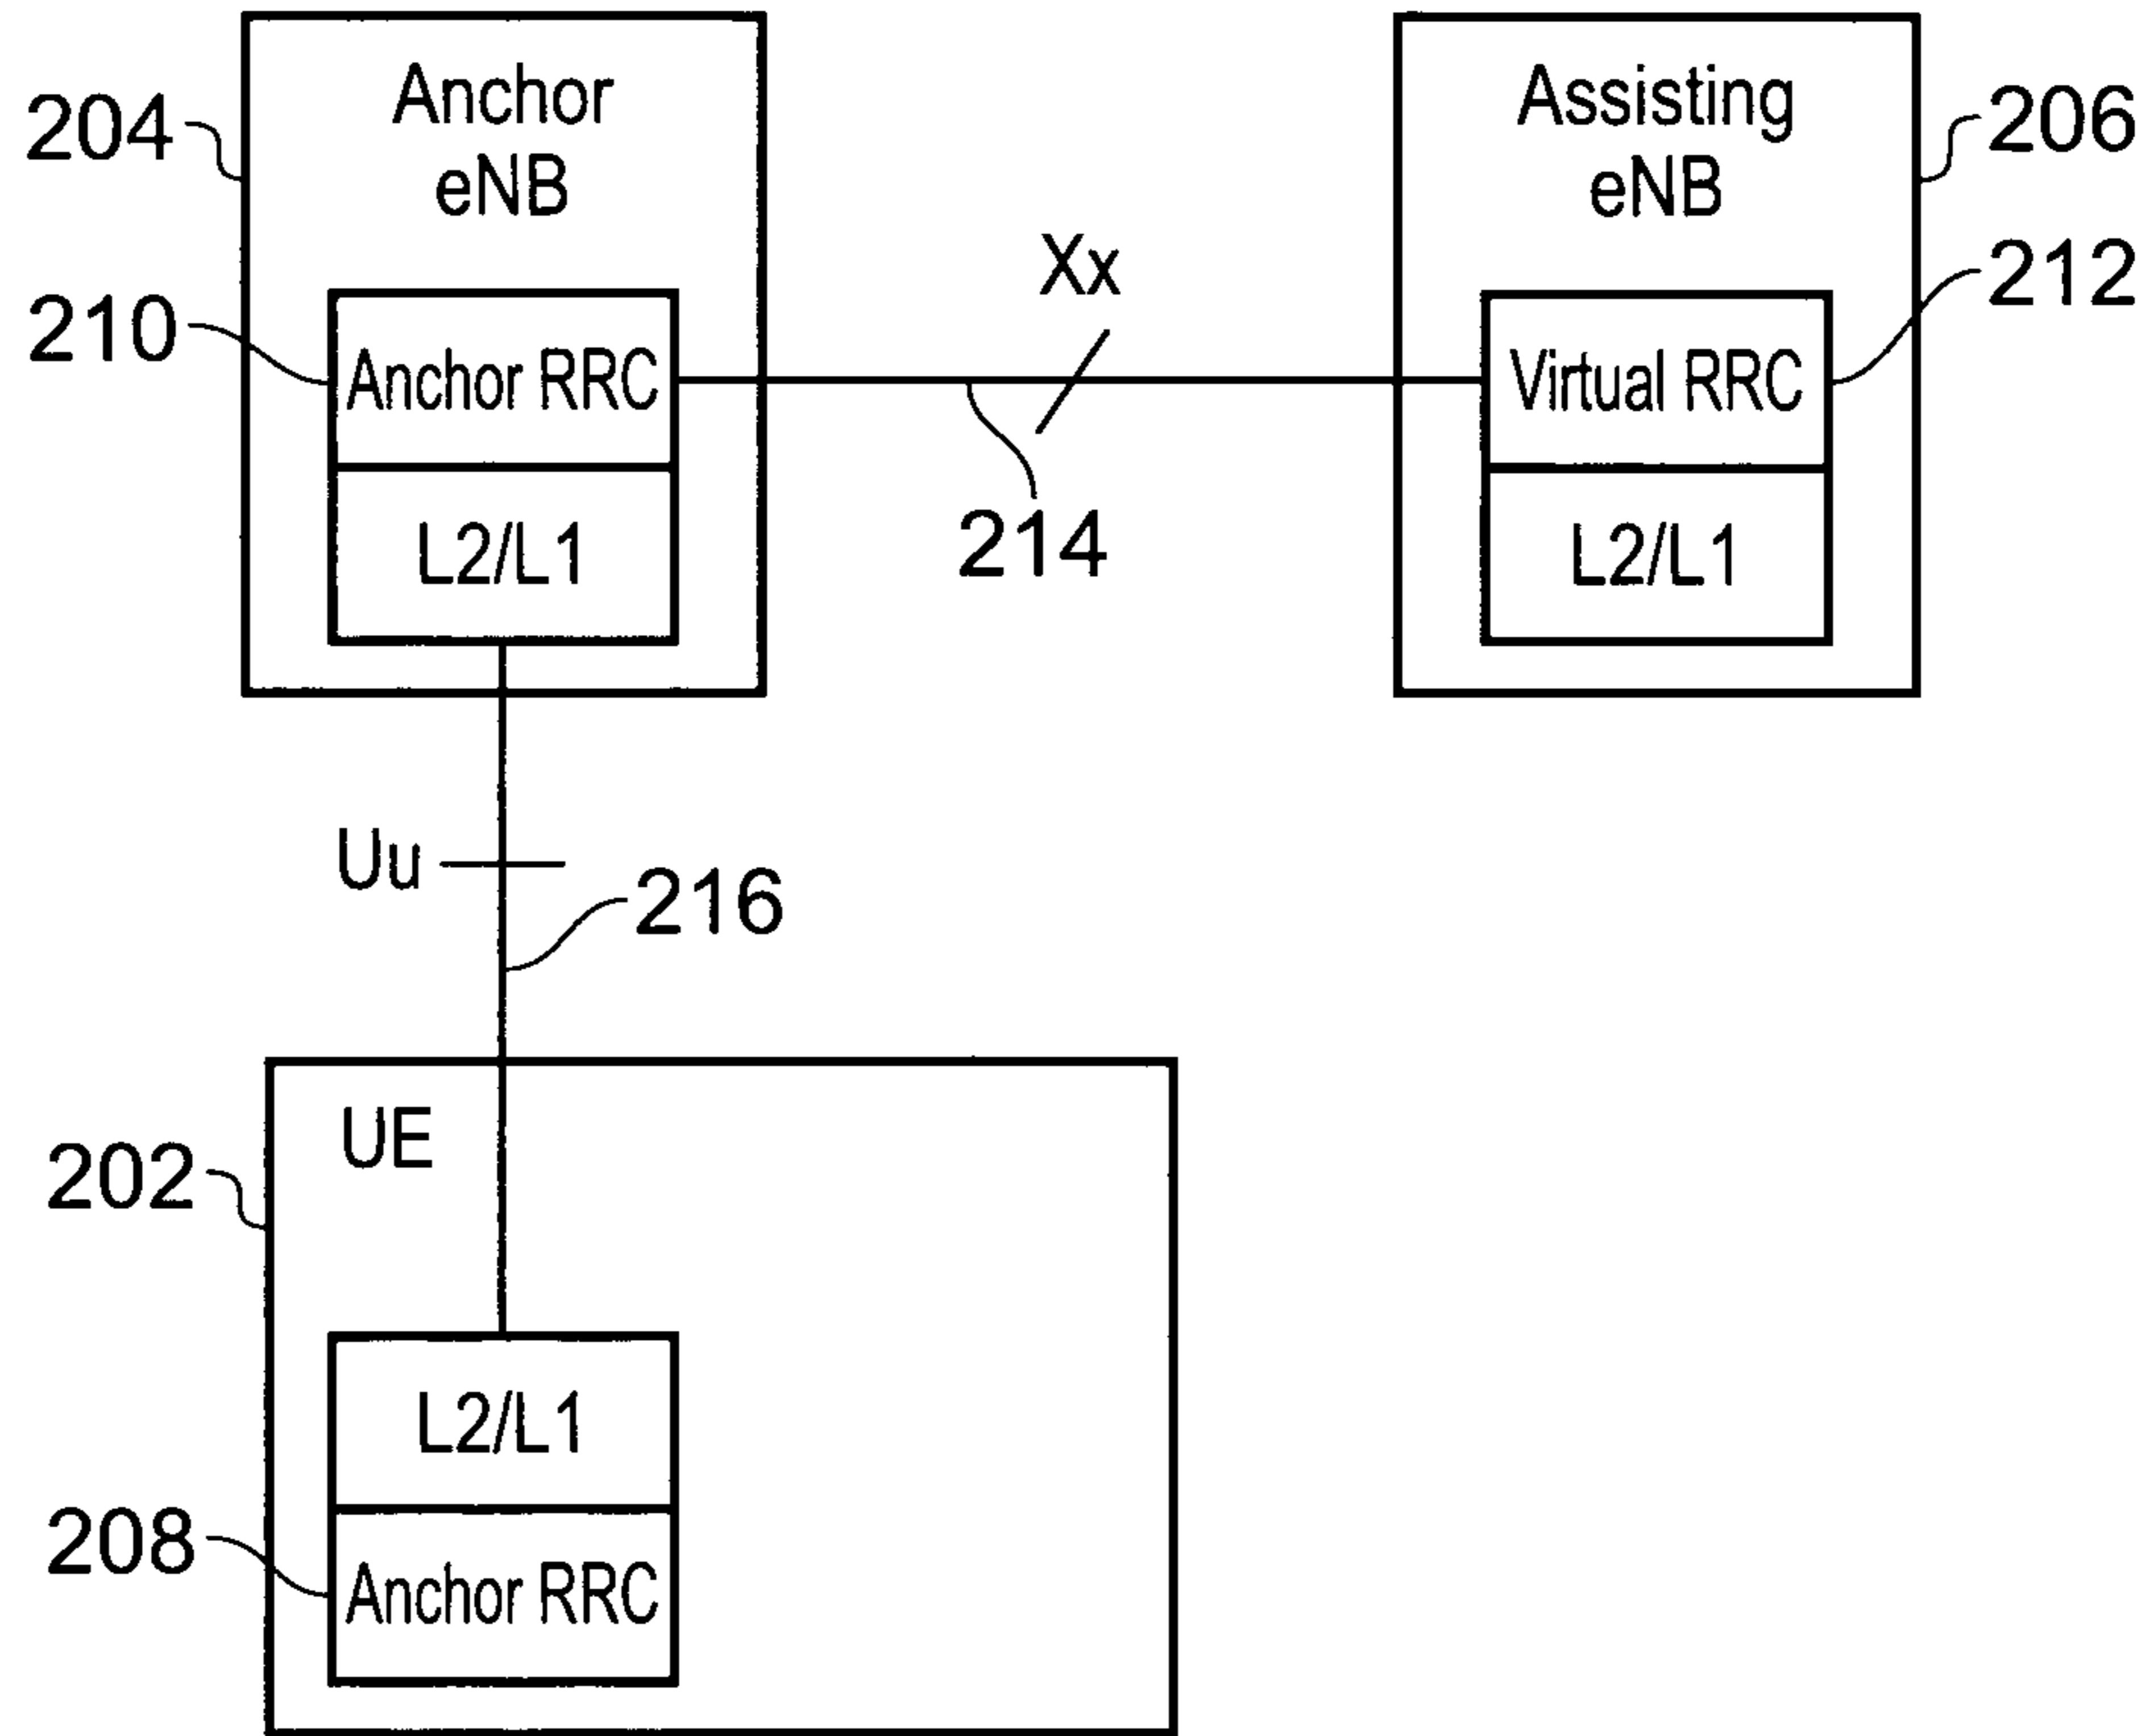 Anchor
eNB
204
210
Anchor RRC
L2/L1
Xx
214
Assisting
eNB
206
212
Virtual RRC
L2/L1
Uu
216
UE
202
L2/L1
208
Anchor RRC